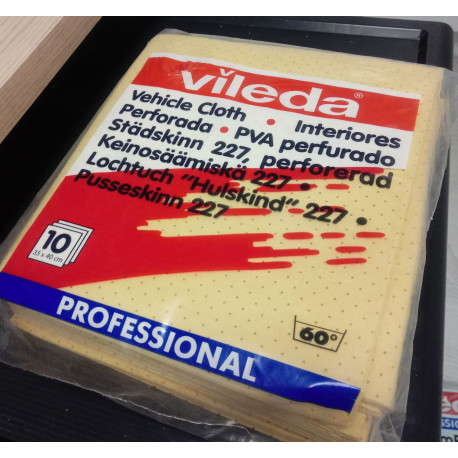 vileda®
Vehicle Cloth • Interiores
Perforada • PVA perfurado
Städskinn 227, perforerad
Keinosäämiskä 227 •
Lochtuch "Hulskind" 227 •
Pusseskinn 227
10
35 x 40 cm
PROFESSIONAL
60°